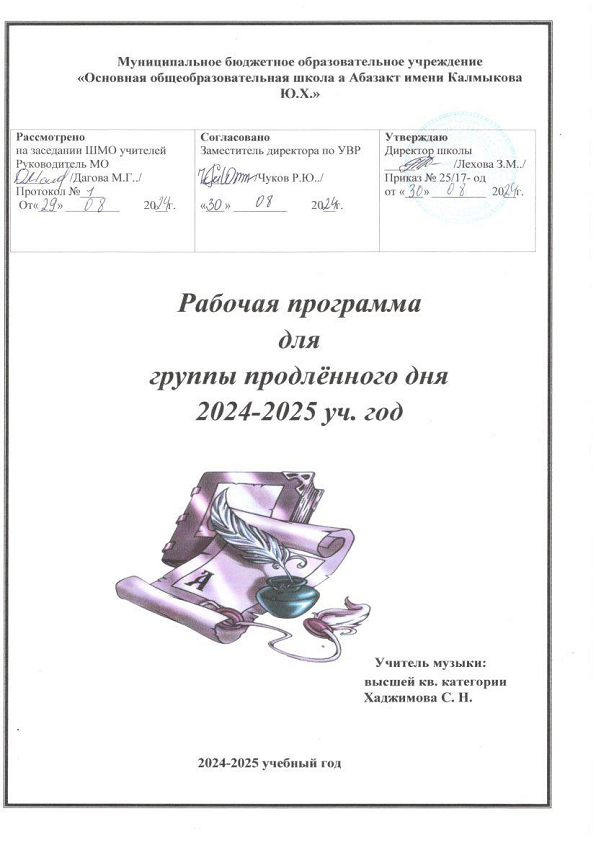 Муниципальное бюджетное образовательное учреждение
«Основная общеобразовательная школа а Абазакт имени Калмыкова
Ю.Х.»
Рассмотрено
на заседании ШМО учителей
Руководитель МО
/Дагова М.Г../
Протокол № 1
От« 29 » 08 2024г.
Согласовано
Заместитель директора по УВР
/Чуков Р.Ю../
«30 » 08 2024г.
Утверждаю
Директор школы
/Лехова З.М../
Приказ № 25/17- од
от « 30 » 08 2024г.
Рабочая программа
для
группы продлённого дня
2024-2025 уч. год
А
Учитель музыки:
высшей кв. категории
Хаджимова С. Н.
2024-2025 учебный год